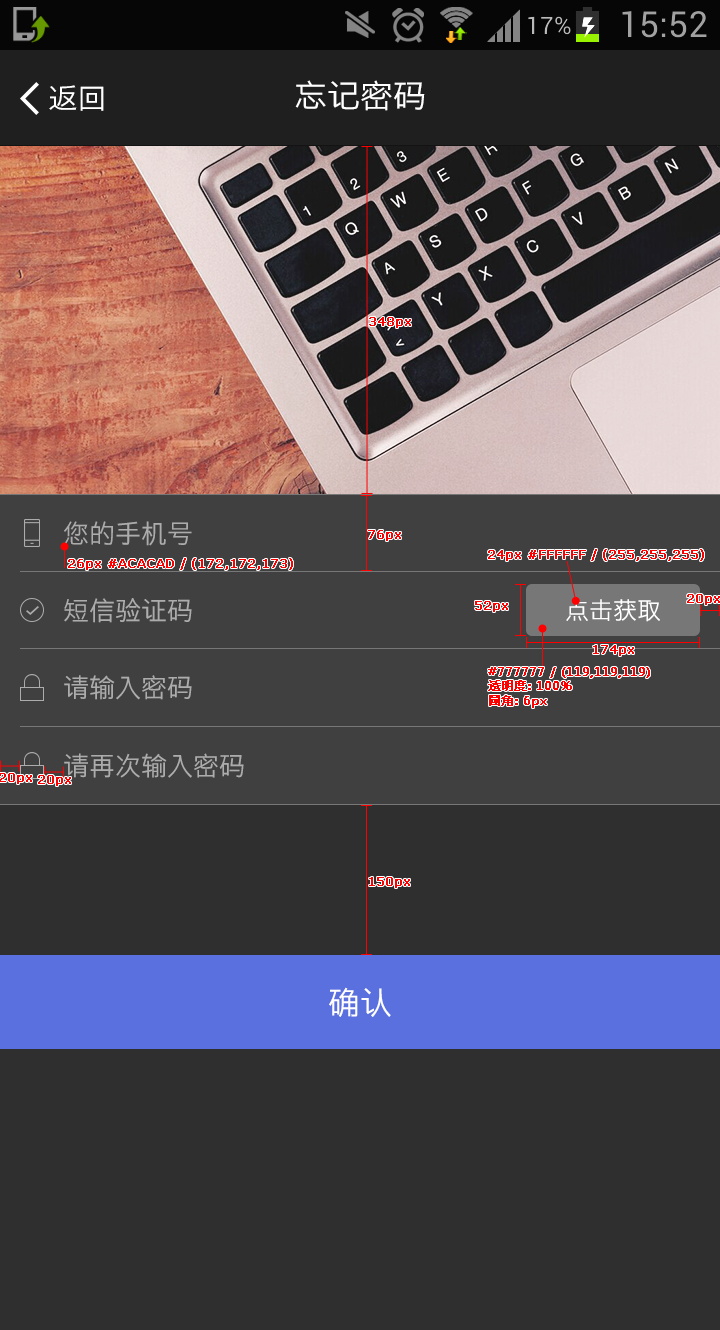 17% 15:52
返回
忘记密码
3
2
1
G
F
N
E
W
Q
D
S
A
B
V
C
X
Y
<
348px
您的手机号
76px
26px #ACACAD / (172,172,173)
24px #FFFFFF / (255,255,255)
短信验证码
52px
点击获取
20px
174px
#777777 / (119,119,119)
透明度: 100%
圆角: 6px
请输入密码
请再次输入密码
20px 20px
150px
确认